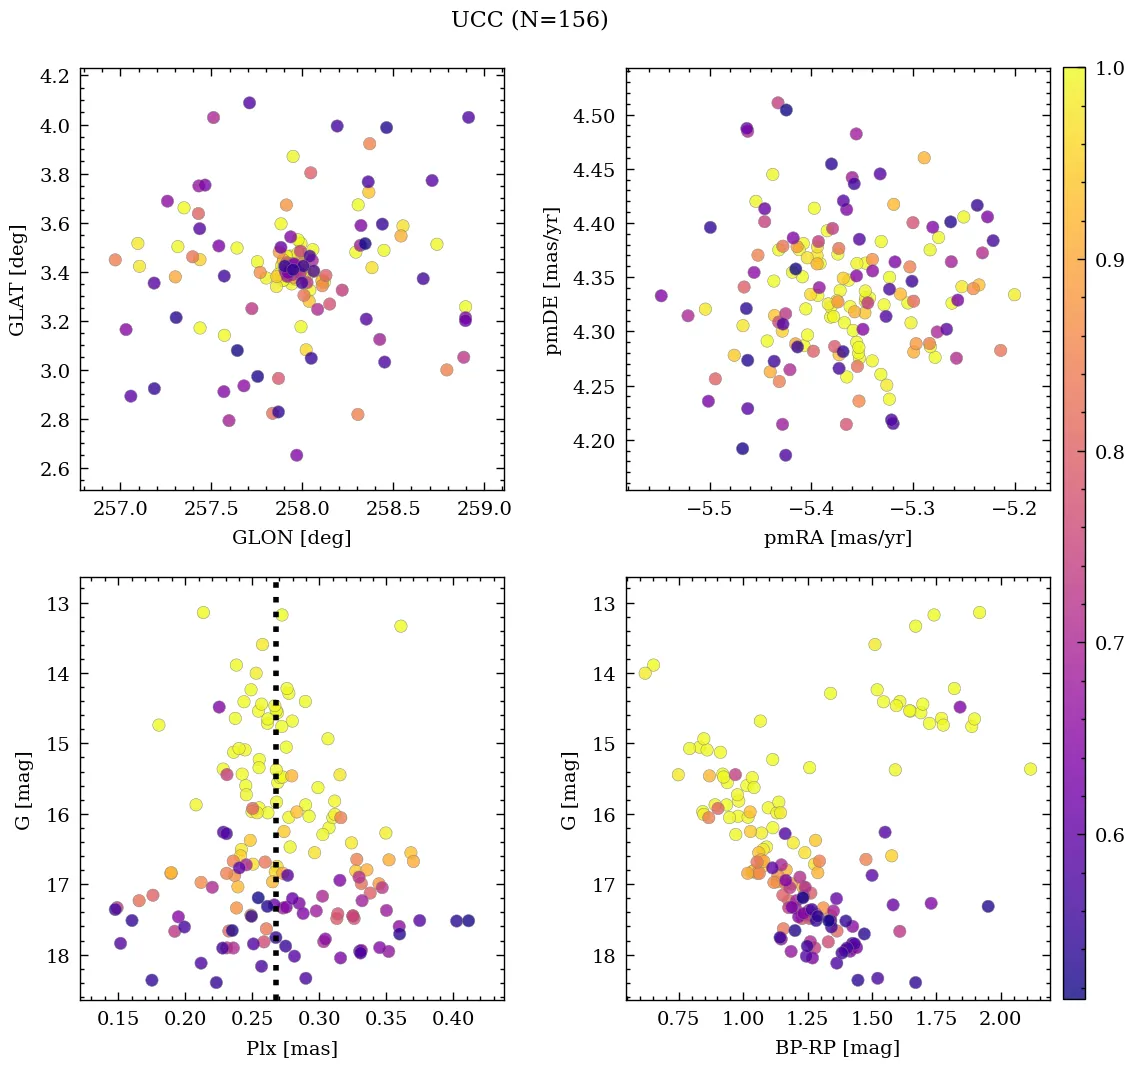 UCC (N=156)
4.2
4.0
3.8
3.6
3.4
3.2
3.0
2.8
2.6
GLAT [deg]
257.0 257.5 258.0 258.5 259.0
GLON [deg]
4.50
4.45
4.40
4.35
4.30
4.25
4.20
pmDE [mas/yr]
−5.5 −5.4 −5.3 −5.2
pmRA [mas/yr]
1.0
0.9
0.8
0.7
0.6
13
14
15
16
17
18
G [mag]
0.15 0.20 0.25 0.30 0.35 0.40
Plx [mas]
13
14
15
16
17
18
G [mag]
0.75 1.00 1.25 1.50 1.75 2.00
BP-RP [mag]